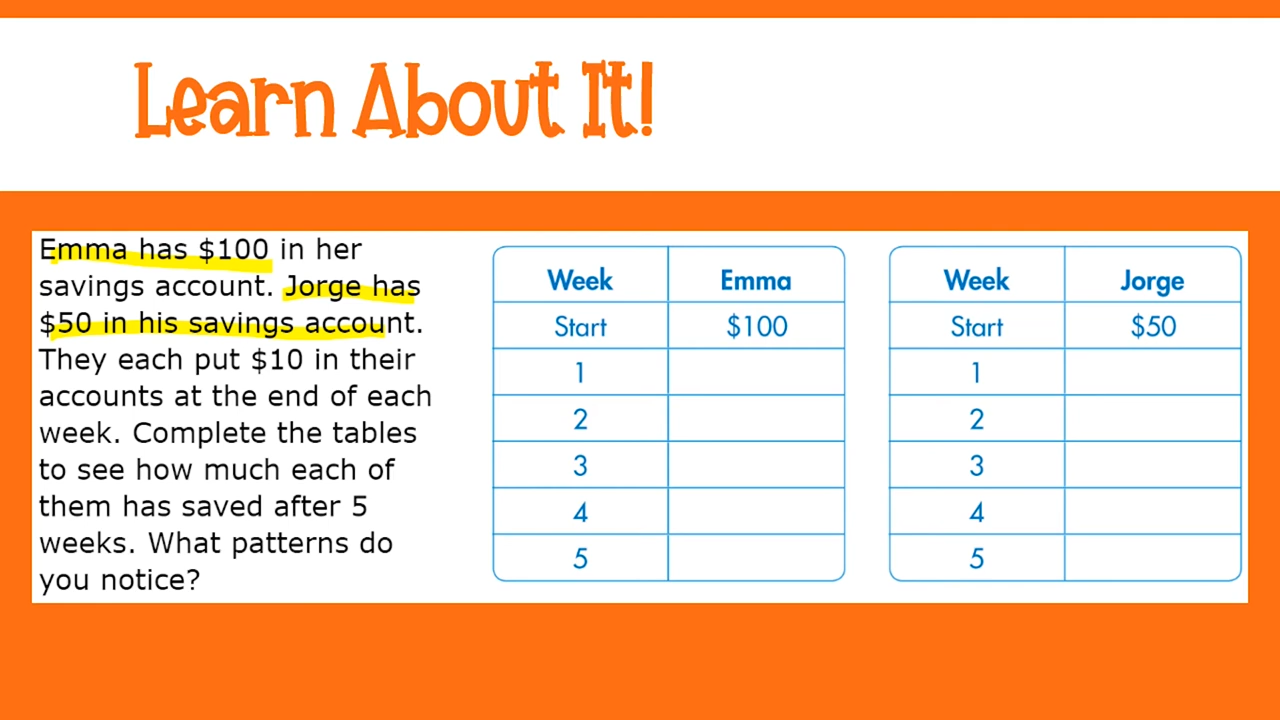 Learn About It!
Emma has $100 in her
savings account. Jorge has
$50 in his savings account.
They each put $10 in their
accounts at the end of each
week. Complete the tables
to see how much each of
them has saved after 5
weeks. What patterns do
you notice?
Week Emma
Start $100
1
2
3
4
5
Week Jorge
Start $50
1
2
3
4
5